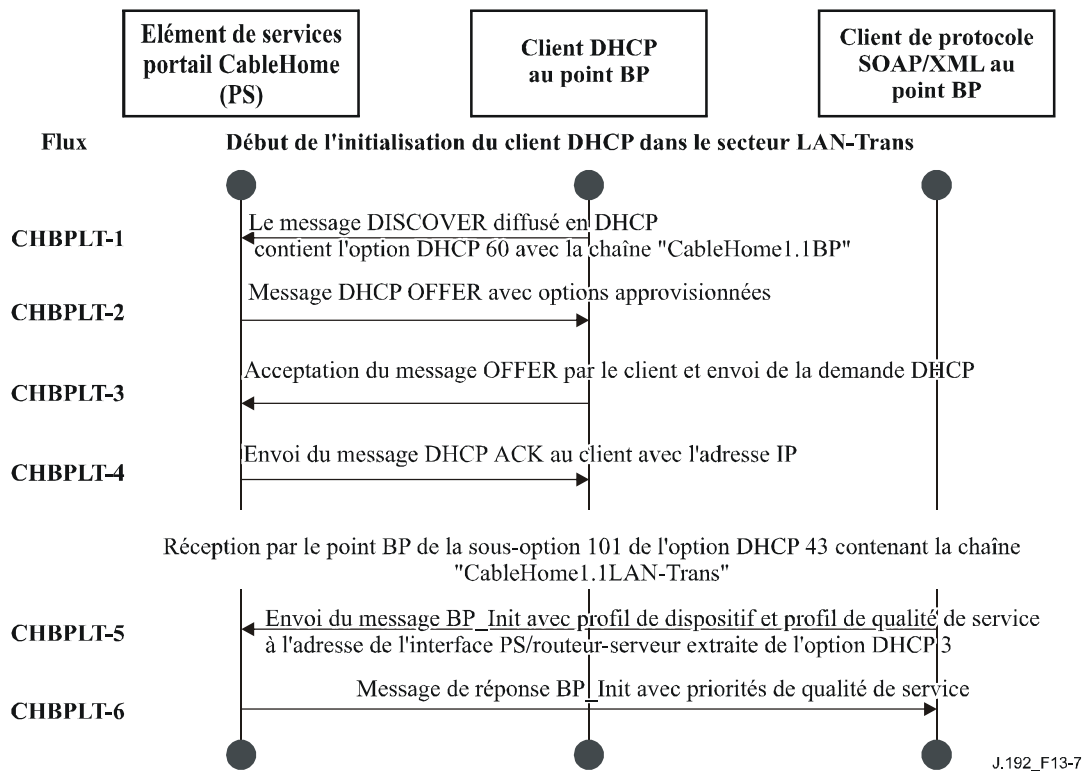 Elément de services
portail CableHome
(PS)
Client DHCP
au point BP
Client de protocole
SOAP/XML au
point BP
Flux
Début de l'initialisation du client DHCP dans le secteur LAN-Trans
CHBPLT-1
Le message DISCOVER diffusé en DHCP
contient l'option DHCP 60 avec la chaîne "CableHome1.1BP"
CHBPLT-2
Message DHCP OFFER avec options approvisionnées
CHBPLT-3
Acceptation du message OFFER par le client et envoi de la demande DHCP
CHBPLT-4
Envoi du message DHCP ACK au client avec l'adresse IP
Réception par le point BP de la sous-option 101 de l'option DHCP 43 contenant la chaîne
"CableHome1.1LAN-Trans"
CHBPLT-5
Envoi du message BP_Init avec profil de dispositif et profil de qualité de service
à l'adresse de l'interface PS/routeur-serveur extraite de l'option DHCP 3
CHBPLT-6
Message de réponse BP_Init avec priorités de qualité de service
J.192_F13-7